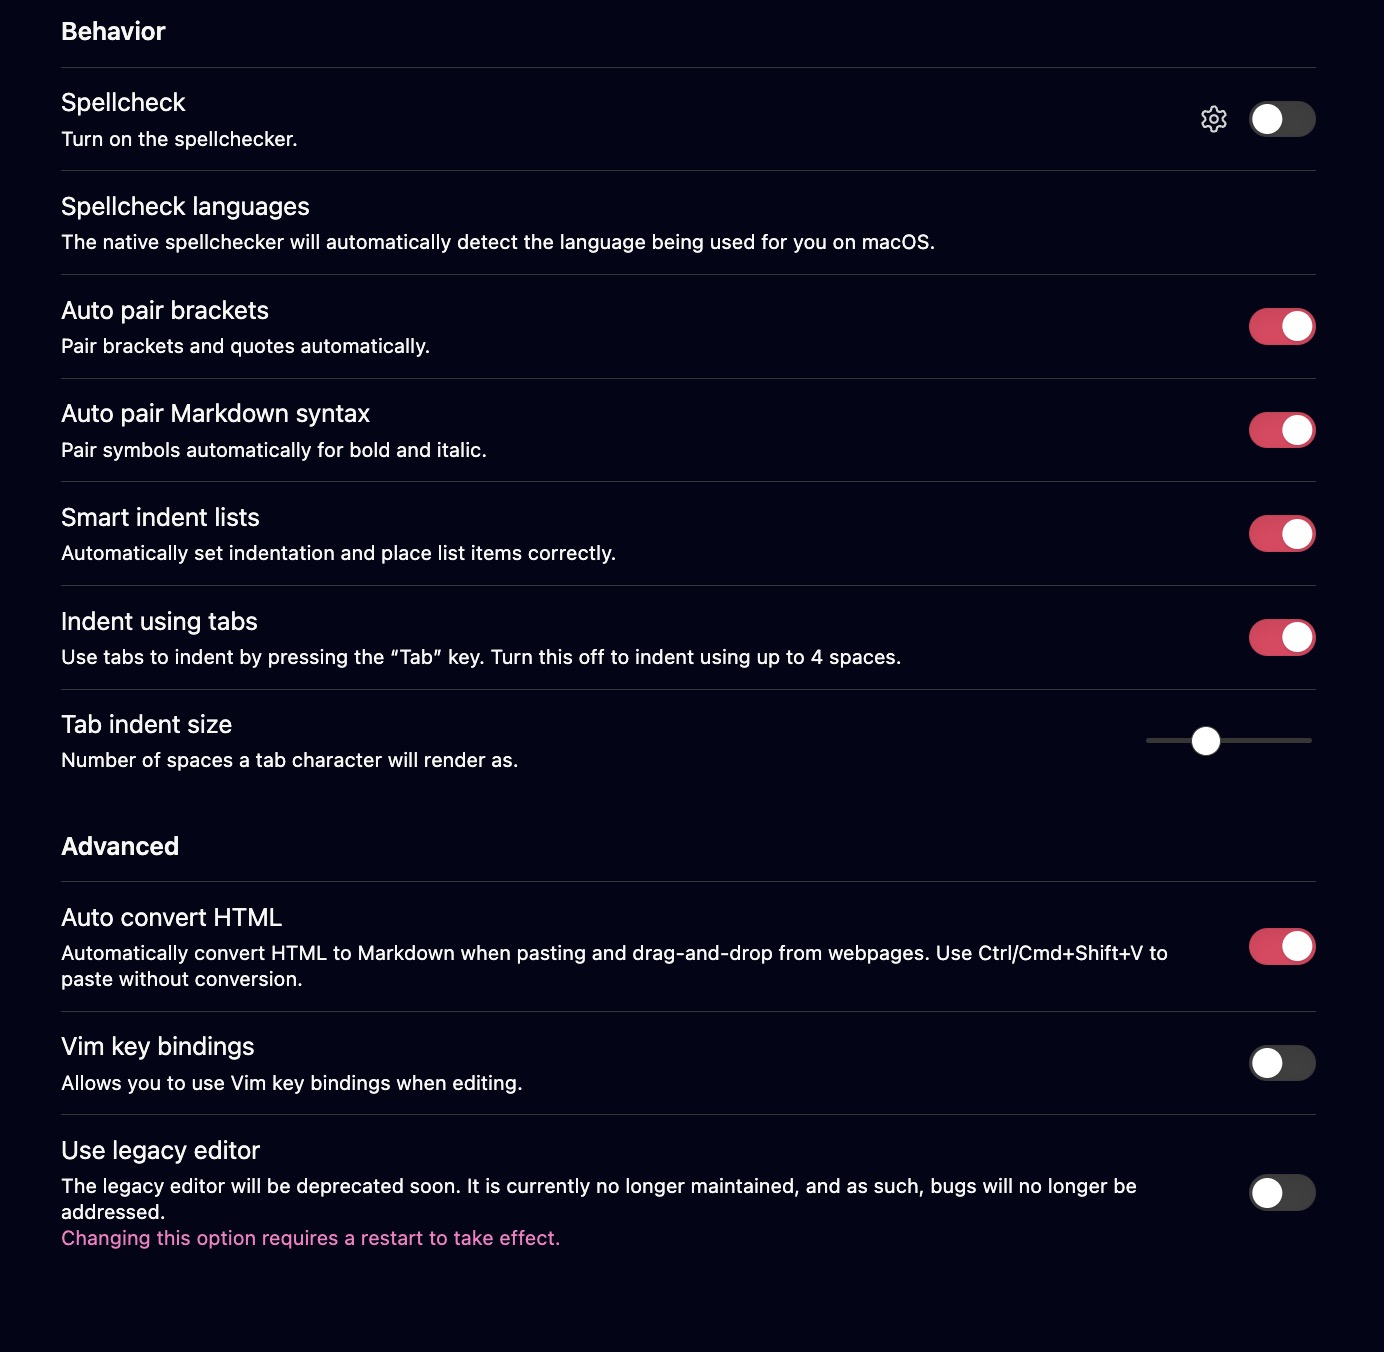 Behavior
Spellcheck
Turn on the spellchecker.
Spellcheck languages
The native spellchecker will automatically detect the language being used for you on macOS.
Auto pair brackets
Pair brackets and quotes automatically.
Auto pair Markdown syntax
Pair symbols automatically for bold and italic.
Smart indent lists
Automatically set indentation and place list items correctly.
Indent using tabs
Use tabs to indent by pressing the “Tab” key. Turn this off to indent using up to 4 spaces.
Tab indent size
Number of spaces a tab character will render as.
Advanced
Auto convert HTML
Automatically convert HTML to Markdown when pasting and drag-and-drop from webpages. Use Ctrl/Cmd+Shift+V to
paste without conversion.
Vim key bindings
Allows you to use Vim key bindings when editing.
Use legacy editor
The legacy editor will be deprecated soon. It is currently no longer maintained, and as such, bugs will no longer be
addressed.
Changing this option requires a restart to take effect.